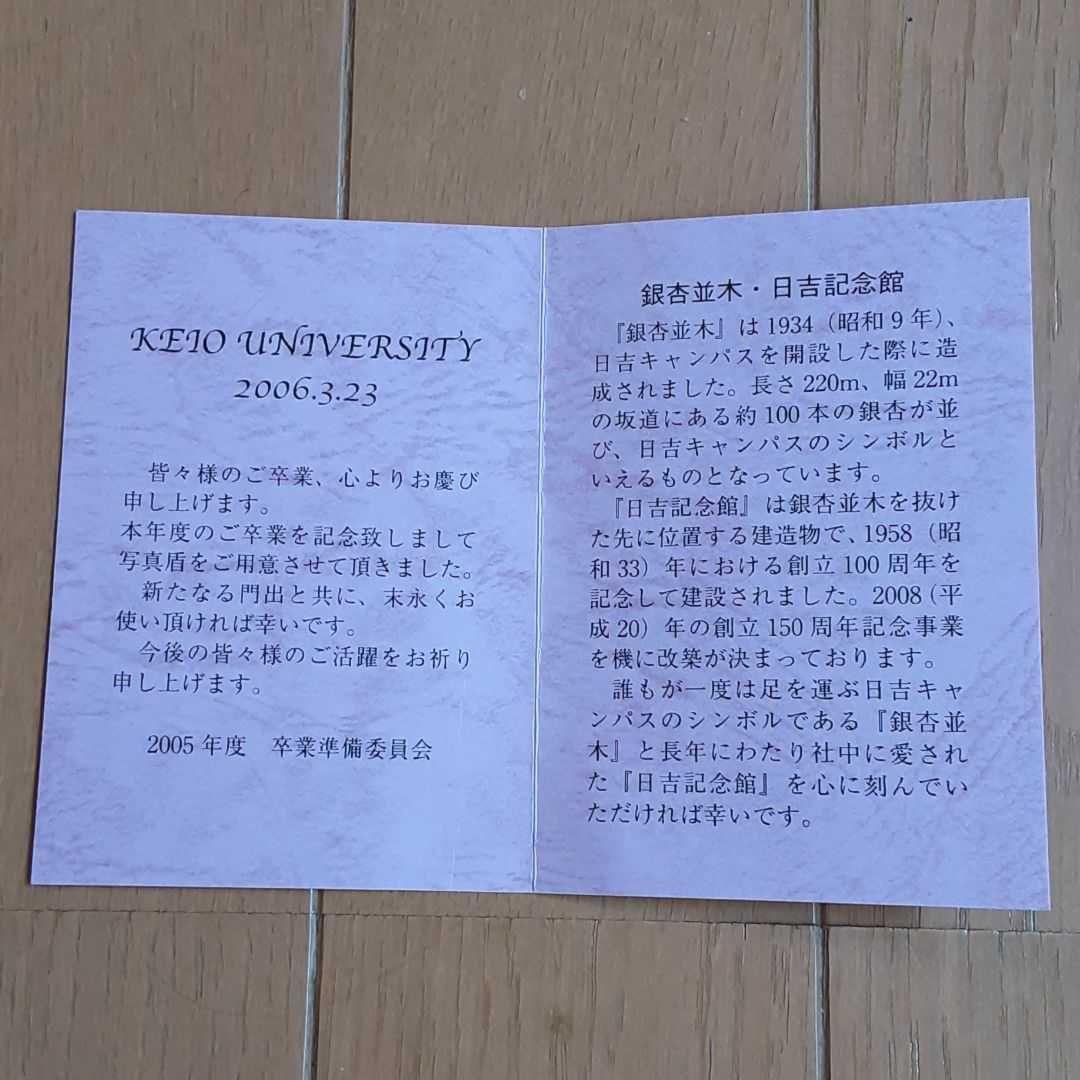 KEIO UNIVERSITY
2006.3.23
皆々様のご卒業、心よりお慶び
申し上げます。
本年度のご卒業を記念致しまして
写真盾をご用意させて頂きました。
新たなる門出と共に、末永くお
使い頂ければ幸いです。
今後の皆々様のご活躍をお祈り
申し上げます。
2005 年度　卒業準備委員会
銀杏並木・日吉記念館
『銀杏並木』は 1934（昭和 9 年）、
日吉キャンパスを開設した際に造
成されました。長さ 220m、幅 22m
の坂道にある約 100 本の銀杏が並
び、日吉キャンパスのシンボルと
いえるものとなっています。
『日吉記念館』は銀杏並木を抜け
た先に位置する建造物で、1958（昭
和33）年における創立 100 周年を
記念して建設されました。2008（平
成20）年の創立 150 周年記念事業
を機に改築が決まっております。
誰もが一度は足を運ぶ日吉キャ
ンパスのシンボルである『銀杏並
木』と長年にわたり社中に愛され
た『日吉記念館』を心に刻んでい
ただければ幸いです。